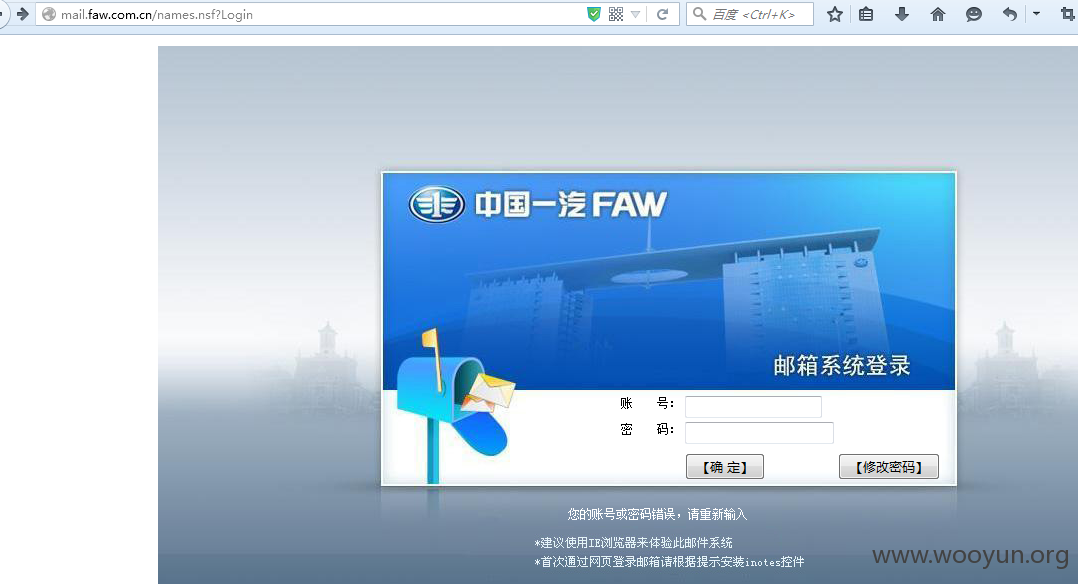 mail.faw.com.cn/names.nsf?Login
百度 <Ctrl+K>
中国一汽 FAW
邮箱系统登录
账 号：
密 码：
【确 定】 【修改密码】
您的账号或密码错误，请重新输入
*建议使用IE浏览器来体验此邮件系统
*首次通过网页登录邮箱请根据提示安装inotes控件
www.wooyun.org